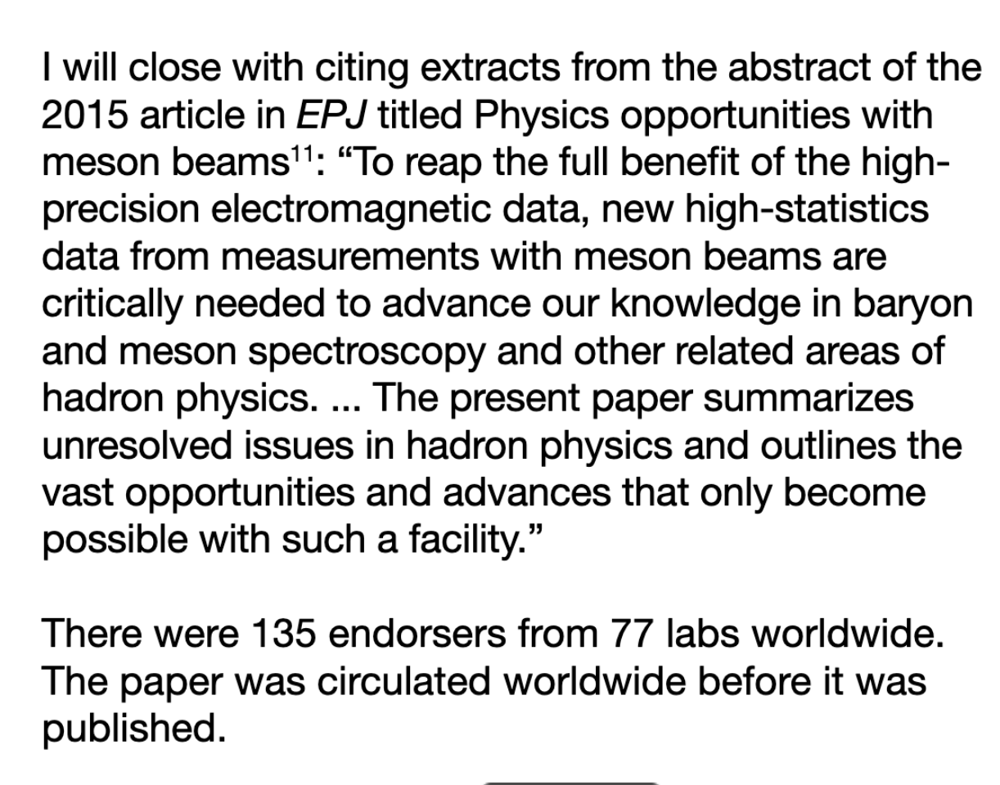 I will close with citing extracts from the abstract of the
2015 article in EPJ titled Physics opportunities with
meson beams¹¹: “To reap the full benefit of the high-
precision electromagnetic data, new high-statistics
data from measurements with meson beams are
critically needed to advance our knowledge in baryon
and meson spectroscopy and other related areas of
hadron physics. ... The present paper summarizes
unresolved issues in hadron physics and outlines the
vast opportunities and advances that only become
possible with such a facility.”
There were 135 endorsers from 77 labs worldwide.
The paper was circulated worldwide before it was
published.